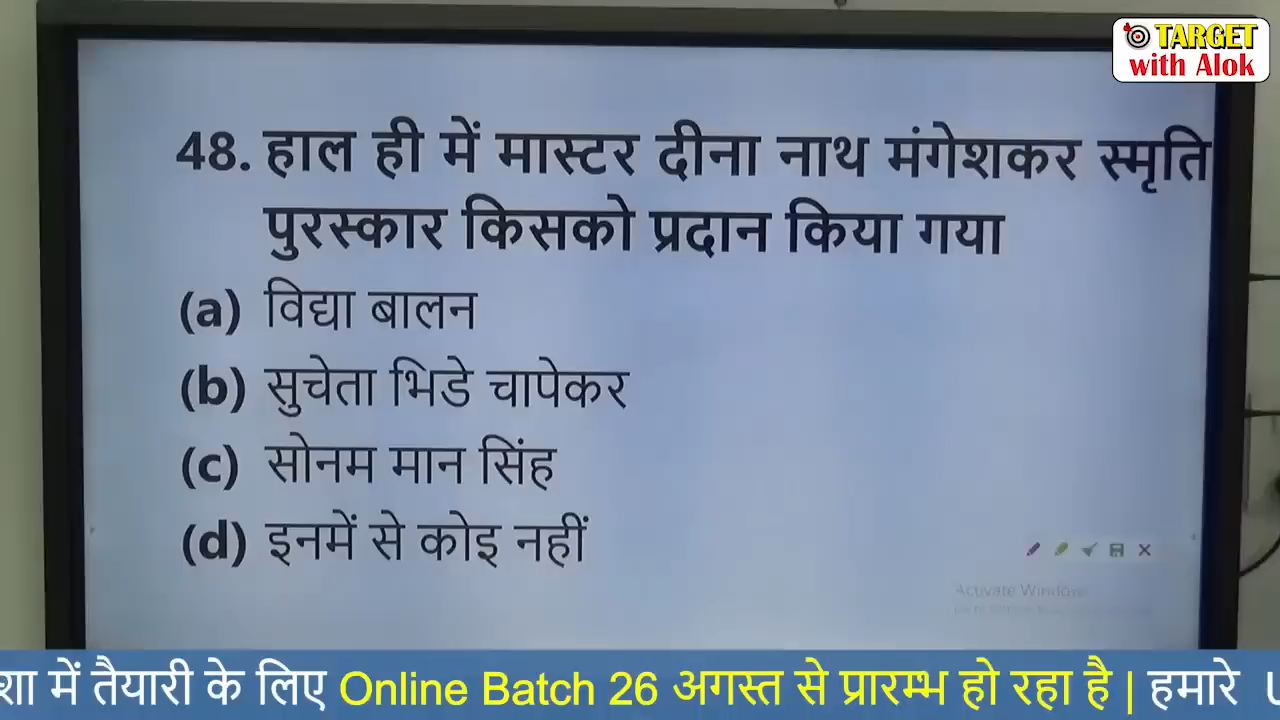 TARGET
with Alok
48. हाल ही में मास्टर दीना नाथ मंगेशकर स्मृति
पुरस्कार किसको प्रदान किया गया
(a) विद्या बालन
(b) सुचेता भिडे चापेकर
(c) सोनम मान सिंह
(d) इनमें से कोइ नहीं
Activate Windows
शा में तैयारी के लिए Online Batch 26 अगस्त से प्रारम्भ हो रहा है | हमारे